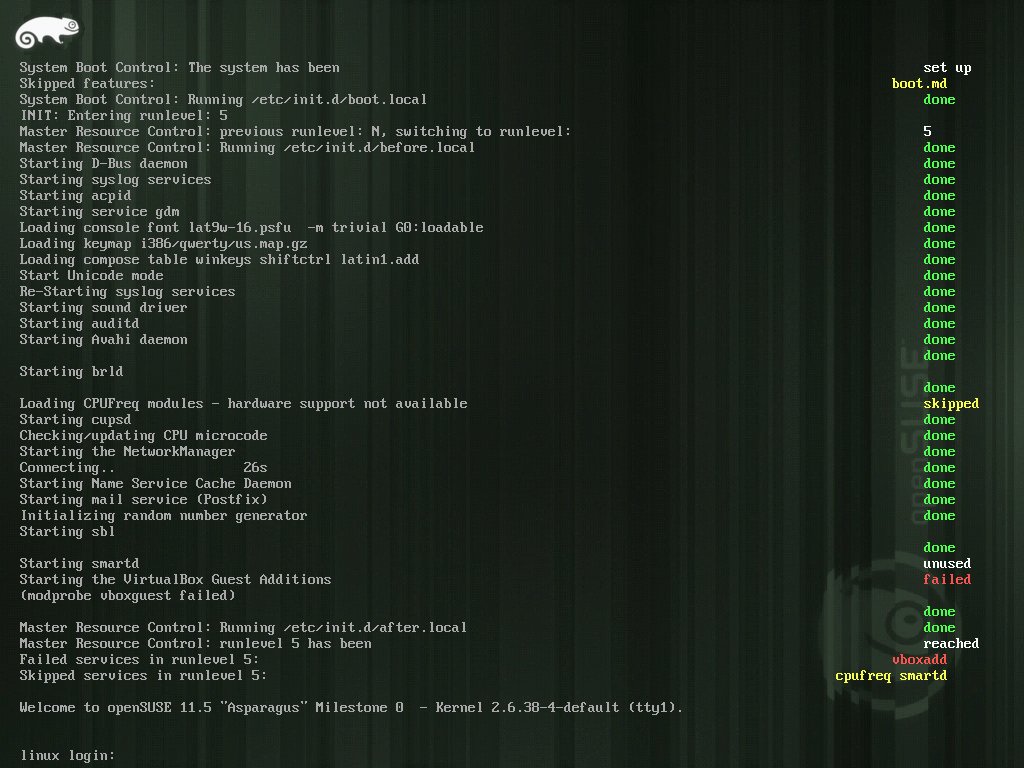 System Boot Control: The system has been set up
Skipped features: boot.md
System Boot Control: Running /etc/init.d/boot.local done
INIT: Entering runlevel: 5
Master Resource Control: previous runlevel: N, switching to runlevel: 5
Master Resource Control: Running /etc/init.d/before.local done
Starting D-Bus daemon done
Starting syslog services done
Starting acpid done
Starting service gdm done
Loading console font lat9w-16.psfu -m trivial G0:loadable done
Loading keymap i386/qwerty/us.map.gz done
Loading compose table winkeys shiftctrl latin1.add done
Start Unicode mode done
Re-Starting syslog services done
Starting sound driver done
Starting auditd done
Starting Avahi daemon done
done
Starting brld
done
Loading CPUFreq modules - hardware support not available skipped
Starting cupsd done
Checking/updating CPU microcode done
Starting the NetworkManager done
Connecting.. 26s done
Starting Name Service Cache Daemon done
Starting mail service (Postfix) done
Initializing random number generator done
Starting sbl
done
Starting smartd unused
Starting the VirtualBox Guest Additions failed
(modprobe vboxguest failed)
done
Master Resource Control: Running /etc/init.d/after.local done
Master Resource Control: runlevel 5 has been reached
Failed services in runlevel 5: vboxadd
Skipped services in runlevel 5: cpufreq smartd
Welcome to openSUSE 11.5 "Asparagus" Milestone 0 - Kernel 2.6.38-4-default (tty1).
linux login:
openSUSE